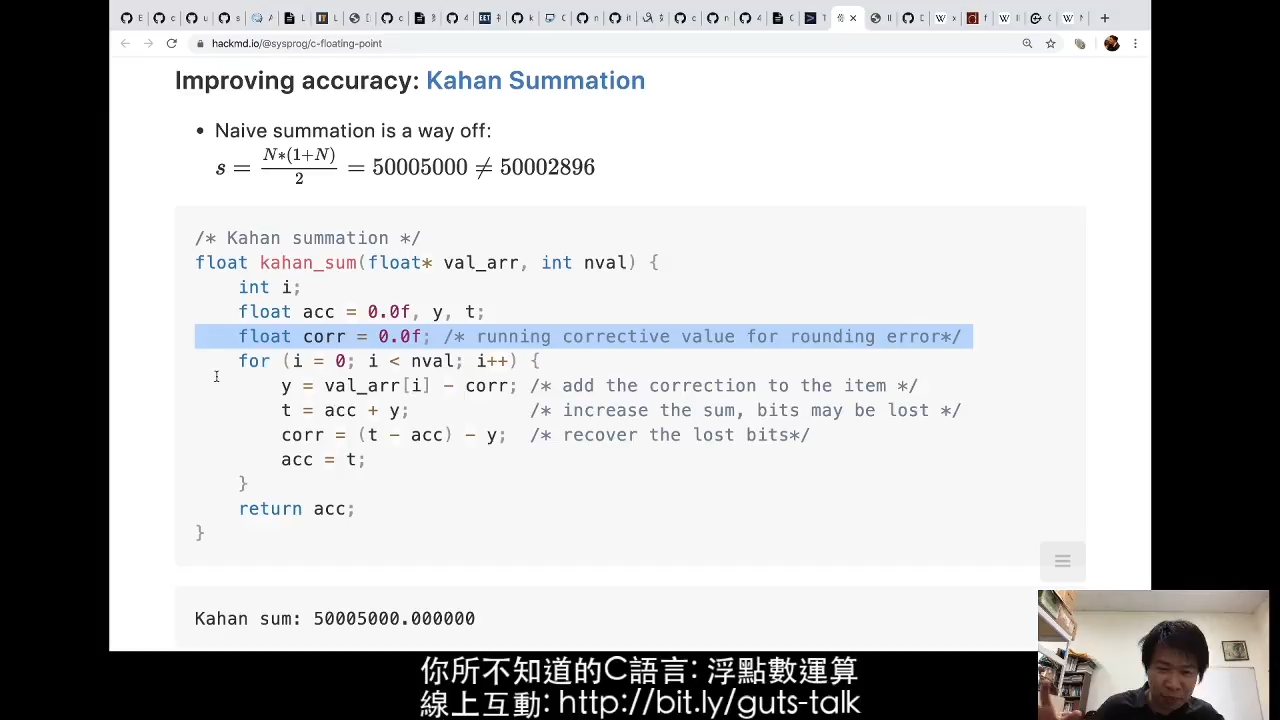 hackmd.io/@sysprog/c-floating-point
Improving accuracy: Kahan Summation
• Naive summation is a way off:
s = N*(1+N)/2 = 50005000 ≠ 50002896
/* Kahan summation */
float kahan_sum(float* val_arr, int nval) {
int i;
float acc = 0.0f, y, t;
float corr = 0.0f; /* running corrective value for rounding error*/
for (i = 0; i < nval; i++) {
y = val_arr[i] - corr; /* add the correction to the item */
t = acc + y; /* increase the sum, bits may be lost */
corr = (t - acc) - y; /* recover the lost bits*/
acc = t;
}
return acc;
}
Kahan sum: 50005000.000000
你所不知道的C語言: 浮點數運算
線上互動: http://bit.ly/guts-talk